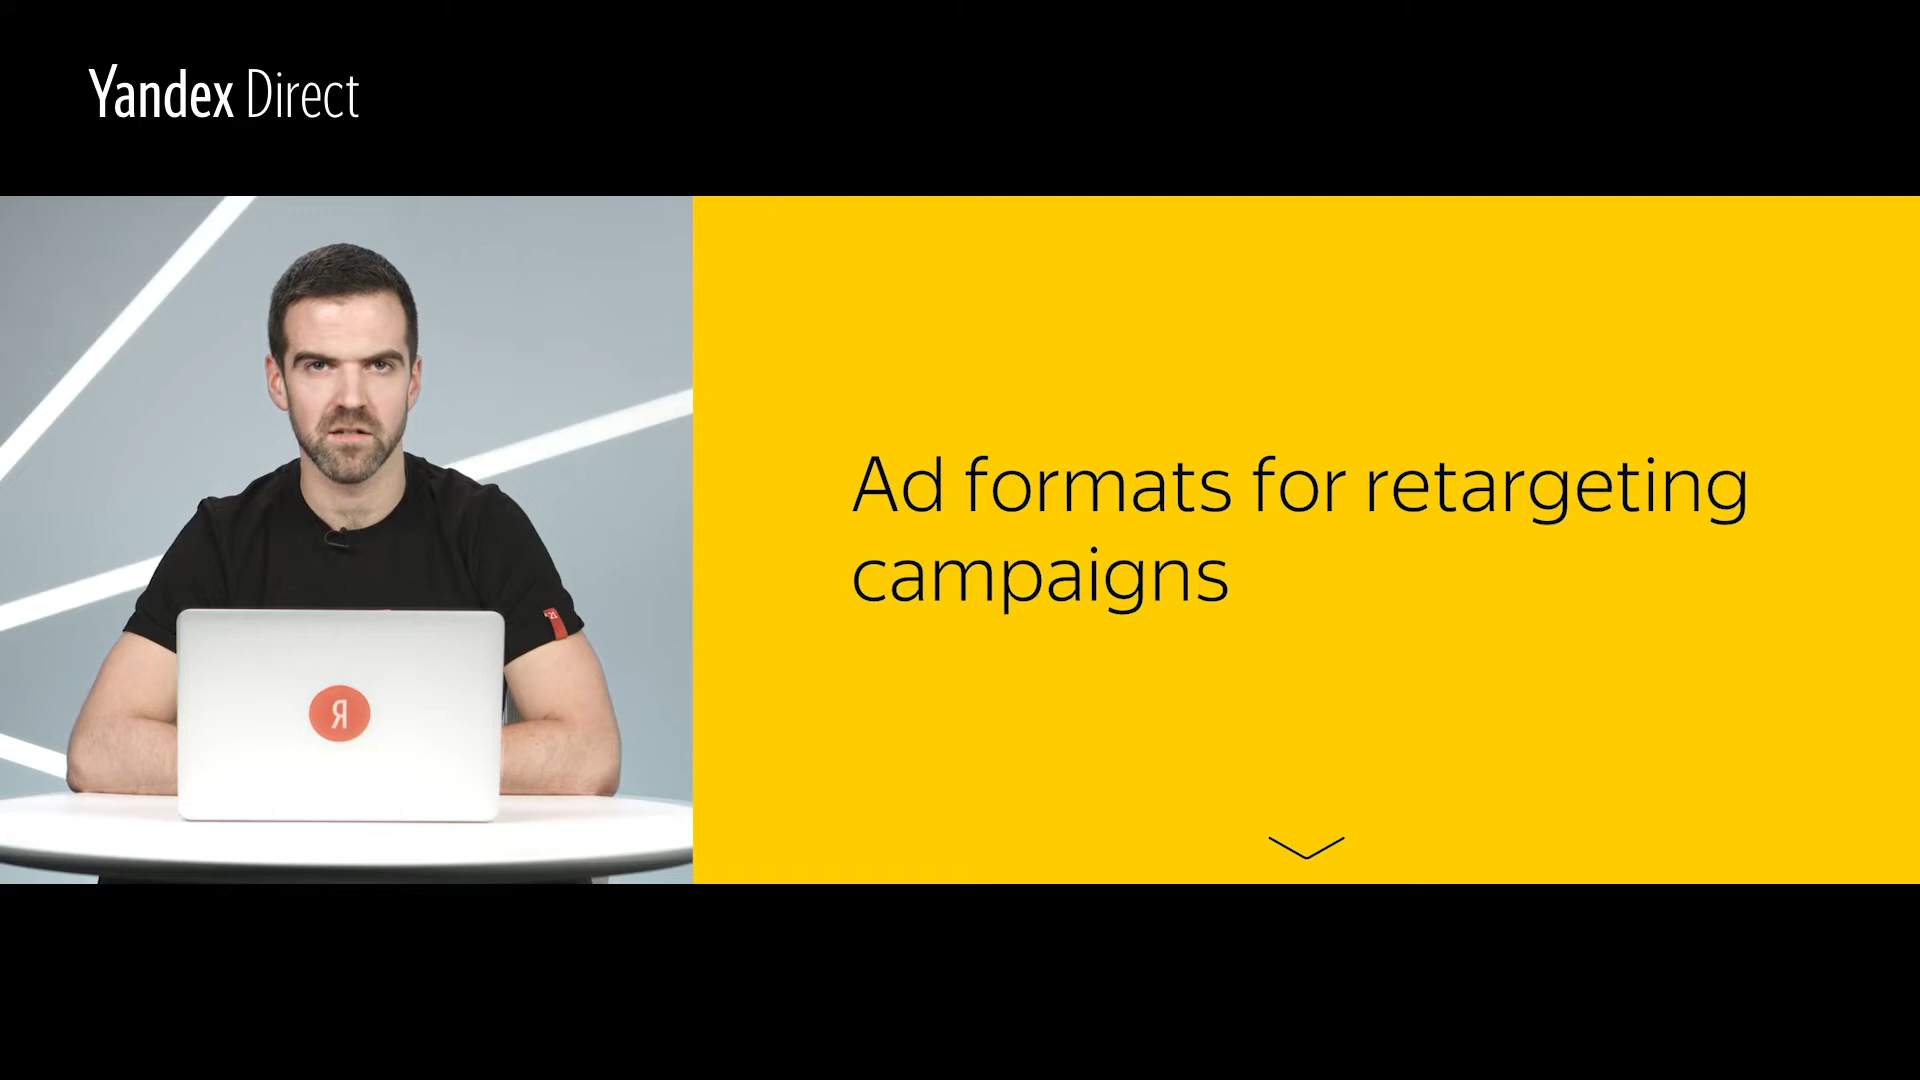 Yandex Direct
Ad formats for retargeting
campaigns
Я